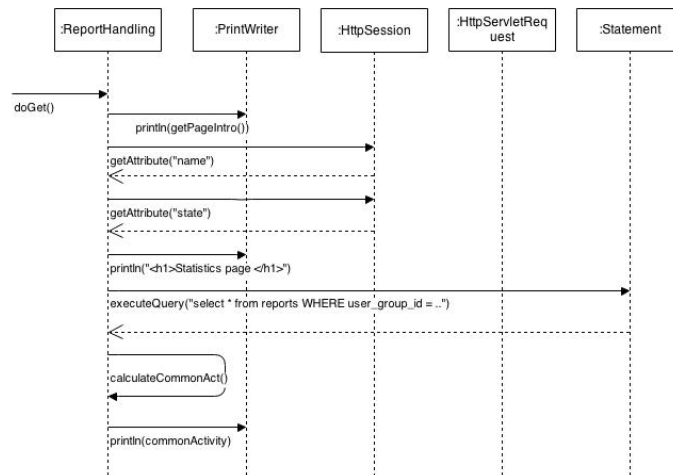 :ReportHandling
:PrintWriter
:HttpSession
:HttpServletReq
uest
:Statement
doGet()
println(getPageIntro())
getAttribute("name")
getAttribute("state")
println("<h1>Statistics page </h1>")
executeQuery("select * from reports WHERE user_group_id = ..")
calculateCommonAct()
println(commonActivity)